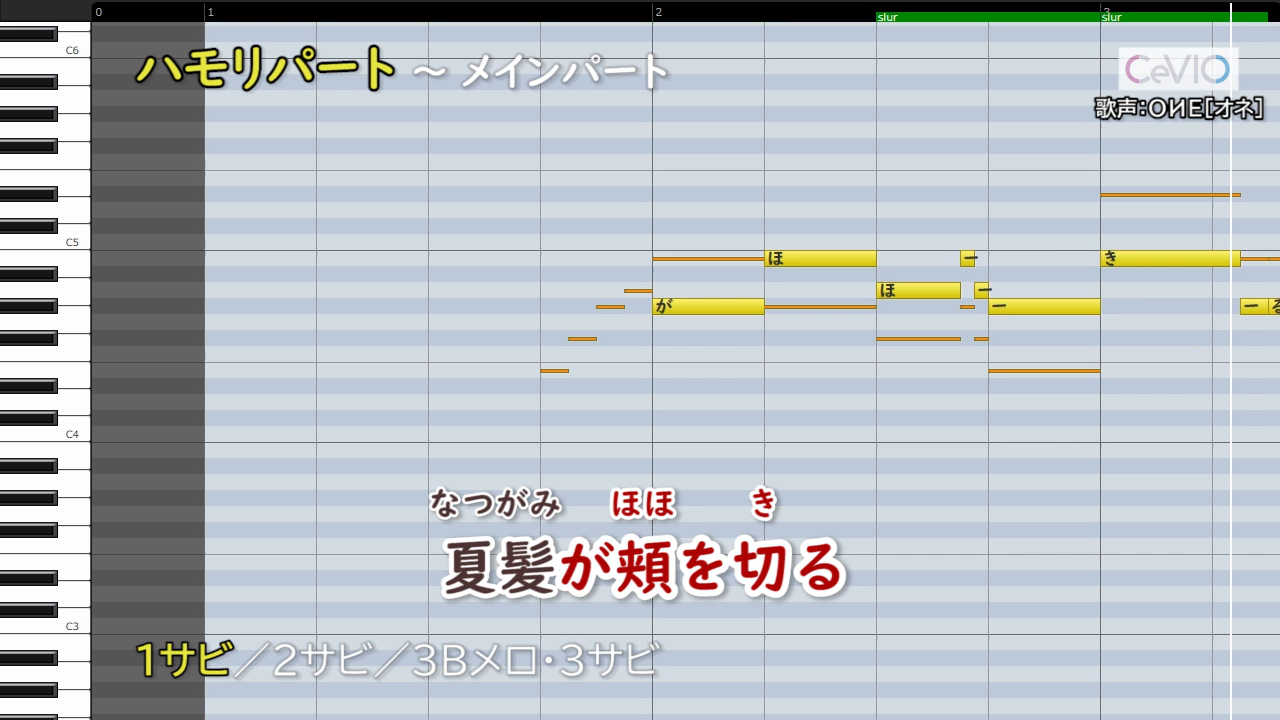 0 1 2 3
slur slur
C6
ハモリパート ～ メインパート
CeVIO
歌声：OИE[オネ]
C5
ほ ー き
ほ ー
が ー ー る
C4
なつがみ ほほ き
夏髪が頬を切る
C3
1サビ／2サビ／3Bメロ・3サビ